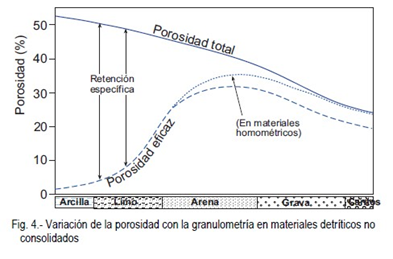 50
40
30
20
10
0
Porosidad (%)
Porosidad total
Retención
específica
Porosidad eficaz
(En materiales
homométricos)
Arcilla Limo Arena Grava Cantos
Fig. 4.- Variación de la porosidad con la granulometría en materiales detríticos no
consolidados